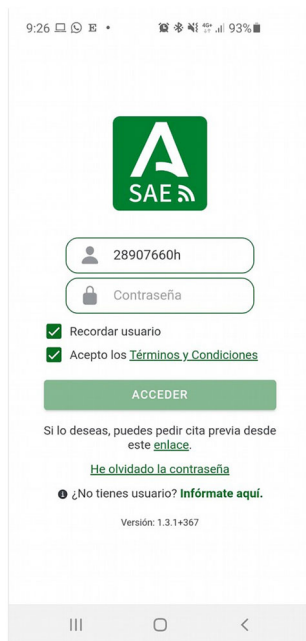 9:26 E • 4G+ 93%
SAE
28907660h
Contraseña
Recordar usuario
Acepto los Términos y Condiciones
ACCEDER
Si lo deseas, puedes pedir cita previa desde
este enlace.
He olvidado la contraseña
¿No tienes usuario? Infórmate aquí.
Versión: 1.3.1+367